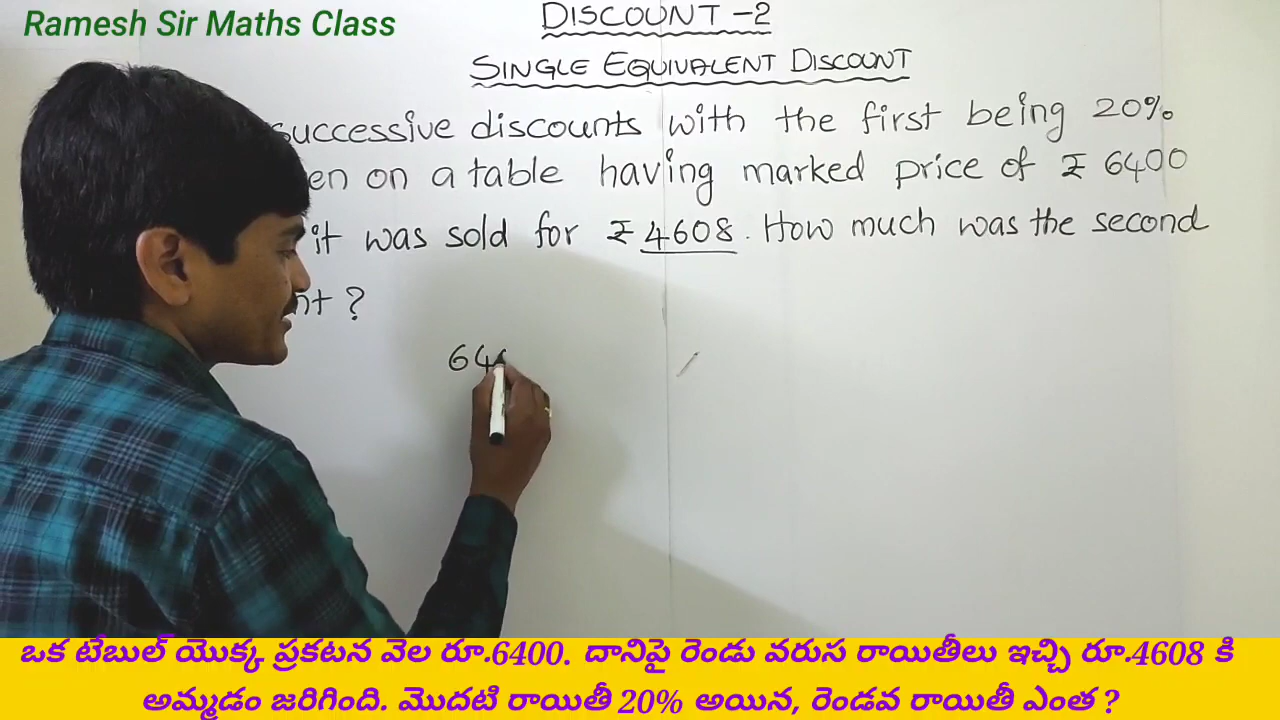 Ramesh Sir Maths Class
DISCOUNT -2
SINGLE EQUIVALENT DISCOUNT
successive discounts with the first being 20%
on a table having marked price of ₹ 6400
it was sold for ₹ 4608. How much was the second
?
64
ఒక టేబుల్ యొక్క ప్రకటన వెల రూ.6400. దానిపై రెండు వరుస రాయితీలు ఇచ్చి రూ.4608 కి
అమ్మడం జరిగింది. మొదటి రాయితీ 20% అయిన, రెండవ రాయితీ ఎంత ?